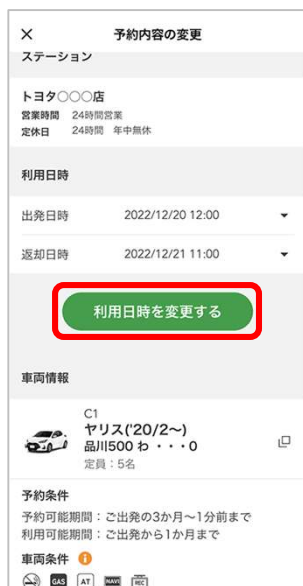 × 予約内容の変更
ステーション
トヨタ○○○店
営業時間 24時間営業
定休日 24時間 年中無休
利用日時
出発日時 2022/12/20 12:00
返却日時 2022/12/21 11:00
利用日時を変更する
車両情報
C1
ヤリス('20/2〜)
品川500 わ ・・・0
定員：5名
予約条件
予約可能期間：ご出発の3か月〜1分前まで
利用可能期間：ご出発から1か月まで
車両条件
GAS AT NAVI REC